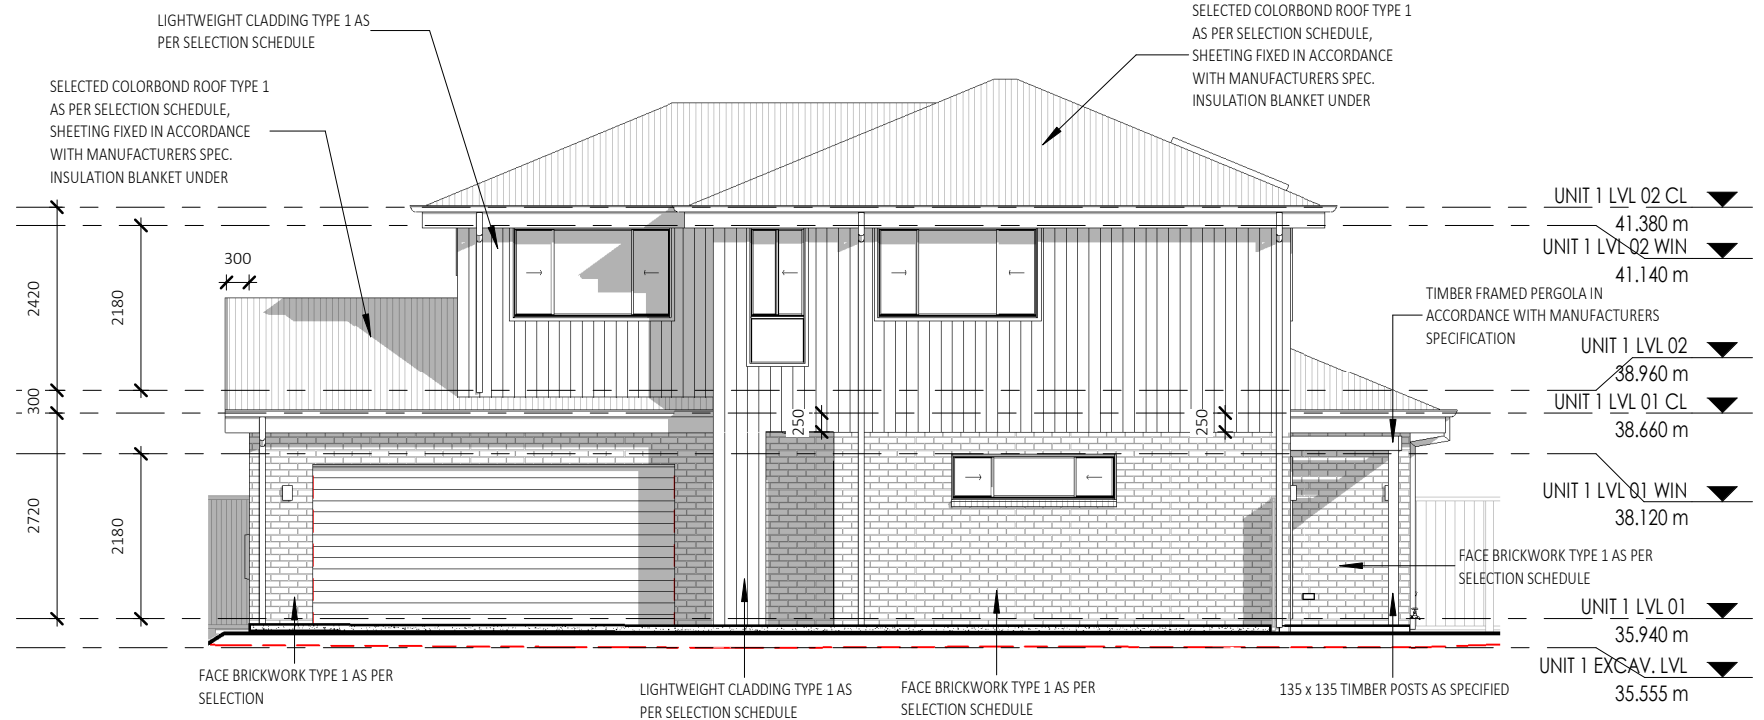 LIGHTWEIGHT CLADDING TYPE 1 AS
PER SELECTION SCHEDULE
SELECTED COLORBOND ROOF TYPE 1
AS PER SELECTION SCHEDULE,
SHEETING FIXED IN ACCORDANCE
WITH MANUFACTURERS SPEC.
INSULATION BLANKET UNDER
SELECTED COLORBOND ROOF TYPE 1
AS PER SELECTION SCHEDULE,
SHEETING FIXED IN ACCORDANCE
WITH MANUFACTURERS SPEC.
INSULATION BLANKET UNDER
UNIT 1 LVL 02 CL
41.380 m
UNIT 1 LVL 02 WIN
41.140 m
300
2420
2180
TIMBER FRAMED PERGOLA IN
ACCORDANCE WITH MANUFACTURERS
SPECIFICATION
UNIT 1 LVL 02
38.960 m
300
UNIT 1 LVL 01 CL
38.660 m
250
250
2720
2180
UNIT 1 LVL 01 WIN
38.120 m
FACE BRICKWORK TYPE 1 AS PER
SELECTION SCHEDULE
UNIT 1 LVL 01
35.940 m
UNIT 1 EXCAV. LVL
35.555 m
FACE BRICKWORK TYPE 1 AS PER
SELECTION
LIGHTWEIGHT CLADDING TYPE 1 AS
PER SELECTION SCHEDULE
FACE BRICKWORK TYPE 1 AS PER
SELECTION SCHEDULE
135 x 135 TIMBER POSTS AS SPECIFIED